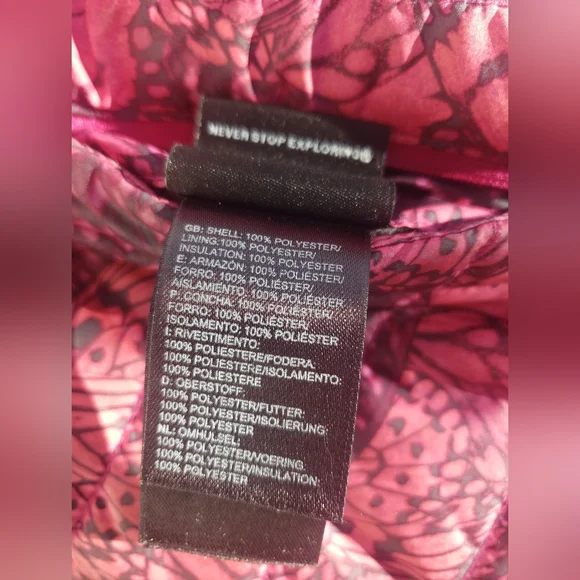 NEVER STOP EXPLORING®
GB: SHELL: 100% POLYESTER/
LINING:100% POLYESTER/
INSULATION: 100% POLYESTER
E: ARMAZÓN: 100% POLIÉSTER/
FORRO: 100% POLIÉSTER/
AISLAMIENTO: 100% POLIÉSTER
P: CONCHA: 100% POLIÉSTER/
FORRO: 100% POLIÉSTER/
ISOLAMENTO: 100% POLIÉSTER
I: RIVESTIMENTO:
100% POLIESTERE/FODERA:
100% POLIESTERE/ISOLAMENTO:
100% POLIESTERE
D: OBERSTOFF:
100% POLYESTER/FUTTER:
100% POLYESTER/ISOLIERUNG:
100% POLYESTER
NL: OMHULSEL:
100% POLYESTER/VOERING:
100% POLYESTER/INSULATION:
100% POLYESTER